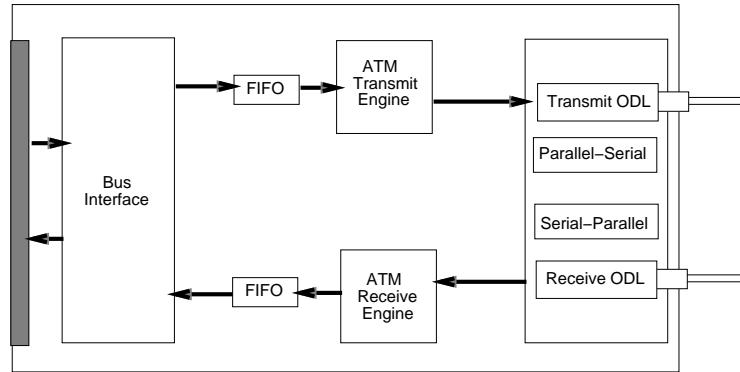 ATM
Transmit
Engine
FIFO
Transmit ODL
Parallel–Serial
Bus
Interface
Serial–Parallel
ATM
Receive
Engine
FIFO
Receive ODL